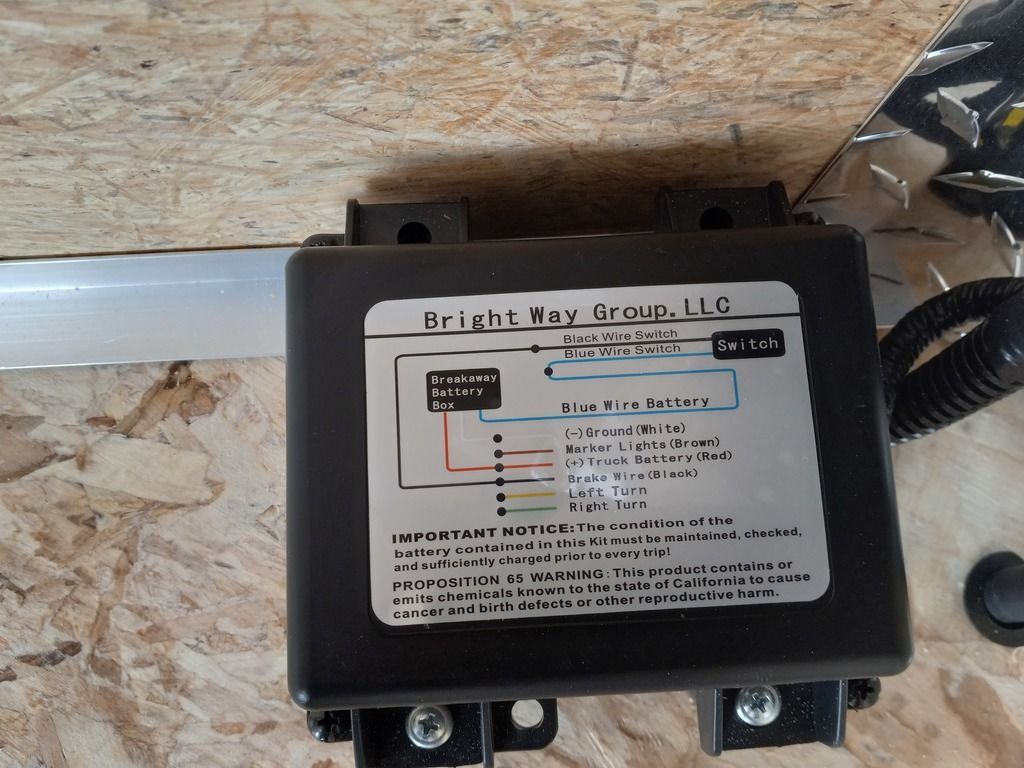 Bright Way Group.LLC
Black Wire Switch
Blue Wire Switch
Switch
Breakaway
Battery
Box
Blue Wire Battery
(-) Ground (White)
Marker Lights (Brown)
(+) Truck Battery (Red)
Brake Wire (Black)
Left Turn
Right Turn
IMPORTANT NOTICE: The condition of the
battery contained in this Kit must be maintained, checked,
and sufficiently charged prior to every trip!
PROPOSITION 65 WARNING: This product contains or
emits chemicals known to the state of California to cause
cancer and birth defects or other reproductive harm.